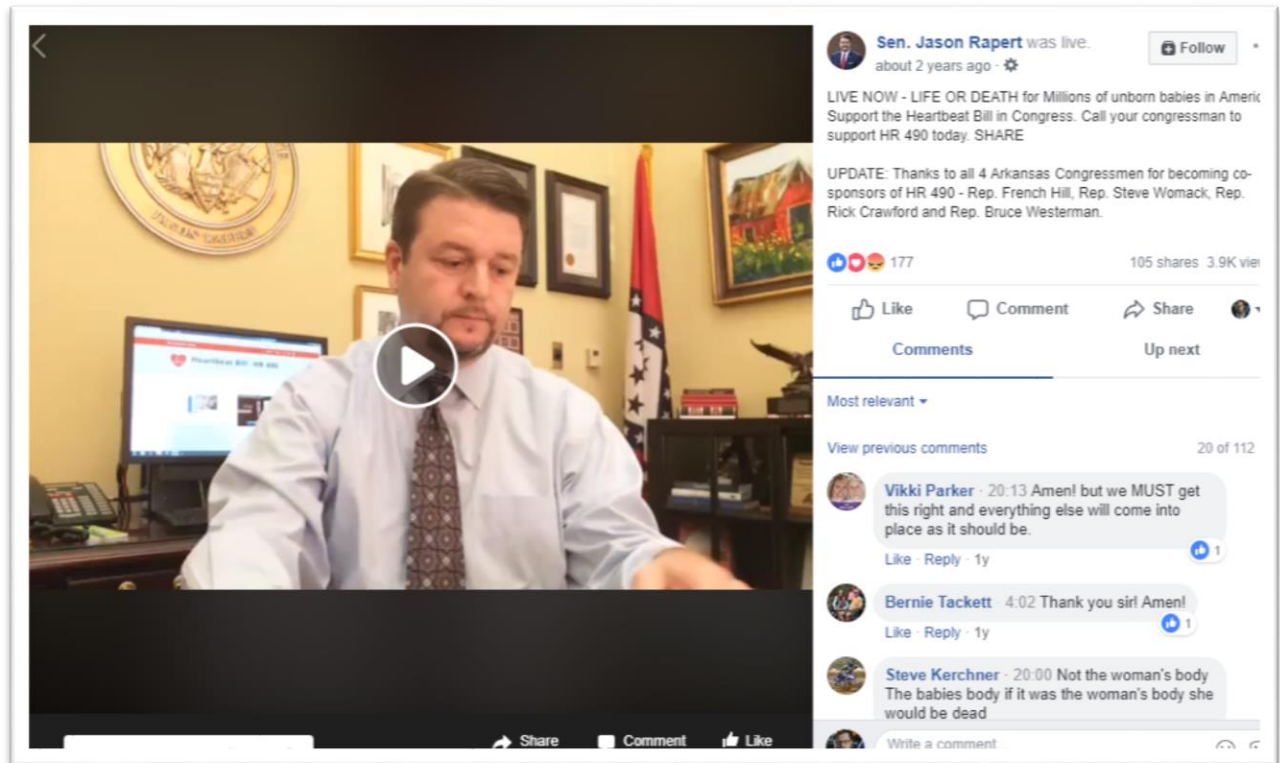 Sen. Jason Rapert was live.
Follow
about 2 years ago ·
LIVE NOW - LIFE OR DEATH for Millions of unborn babies in Americ
Support the Heartbeat Bill in Congress. Call your congressman to
support HR 490 today. SHARE
UPDATE: Thanks to all 4 Arkansas Congressmen for becoming co-
sponsors of HR 490 - Rep. French Hill, Rep. Steve Womack, Rep.
Rick Crawford and Rep. Bruce Westerman.
177
105 shares 3.9K vie
Like Comment Share
Comments Up next
Most relevant
View previous comments 20 of 112
Vikki Parker · 20:13 Amen! but we MUST get
this right and everything else will come into
place as it should be.
1
Like · Reply · 1y
Bernie Tackett · 4:02 Thank you sir! Amen!
1
Like · Reply · 1y
Steve Kerchner · 20:00 Not the woman's body
The babies body if it was the woman's body she
would be dead
Write a comment...
Heartbeat Bill: HR 490
Share Comment Like